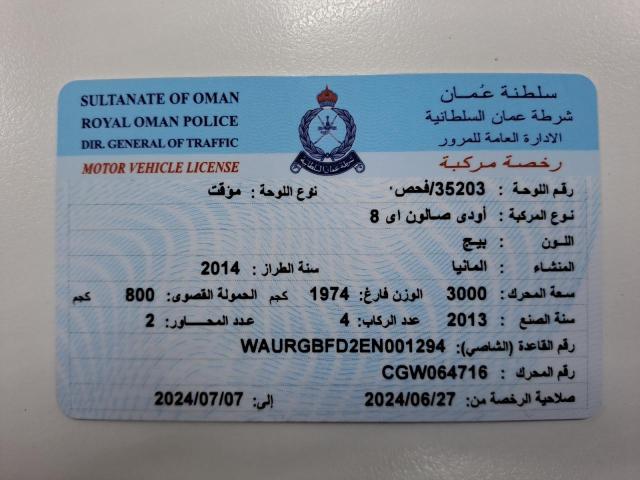 SULTANATE OF OMAN
سلطنة عُمان
ROYAL OMAN POLICE
شرطة عمان السلطانية
DIR. GENERAL OF TRAFFIC
الادارة العامة للمرور
MOTOR VEHICLE LICENSE
رخصة مركبة
شرطة عمان السلطانية
رقم اللوحة : 35203/فحص نوع اللوحة : مؤقت
نوع المركبة : أودى صالون اى 8
اللون : بيج
المنشاء : المانيا سنة الطراز : 2014
سعة المحرك : 3000 الوزن فارغ: 1974 كجم الحمولة القصوى: 800 كجم
سنة الصنع : 2013 عدد الركاب: 4 عدد المحاور: 2
رقم القاعدة (الشاصي): WAURGBFD2EN001294
رقم المحرك : CGW064716
صلاحية الرخصة من: 2024/06/27 إلى: 2024/07/07